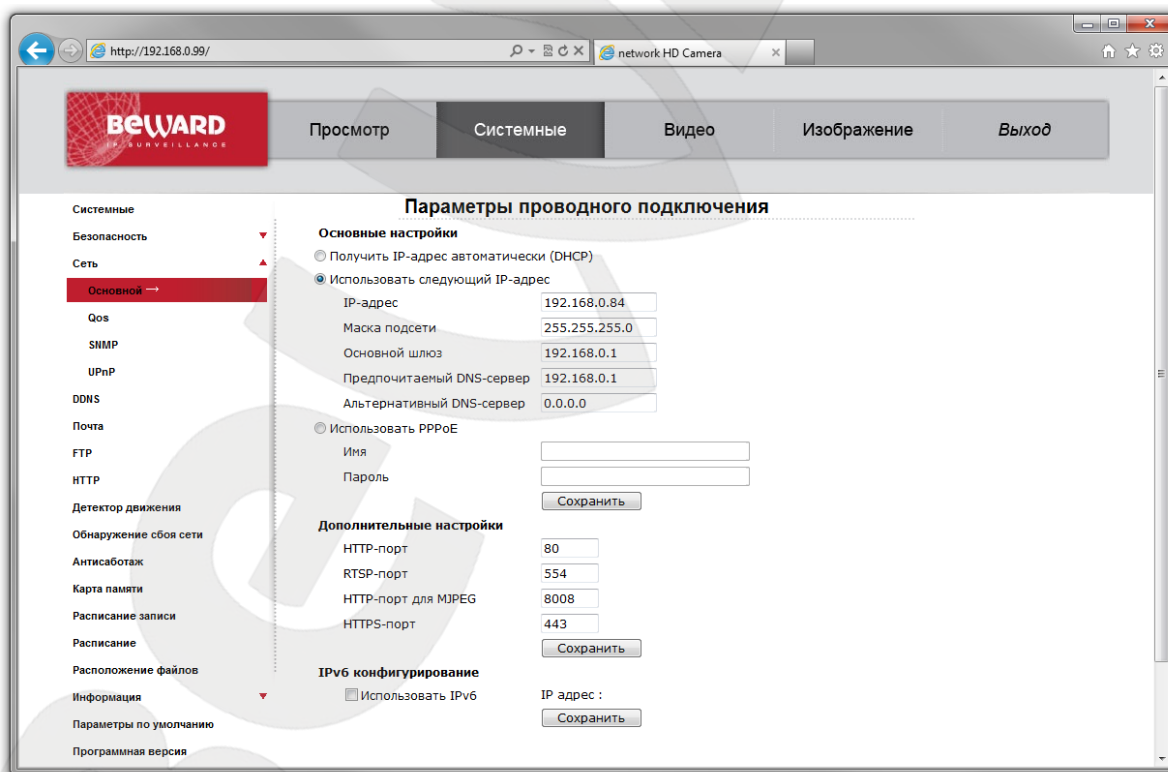 http://192.168.0.99/
network HD Camera
BEWARD
IP SURVEILLANCE
Просмотр
Системные
Видео
Изображение
Выход
Параметры проводного подключения
Системные
Безопасность
Сеть
Основной →
Qos
SNMP
UPnP
DDNS
Почта
FTP
HTTP
Детектор движения
Обнаружение сбоя сети
Антисаботаж
Карта памяти
Расписание записи
Расписание
Расположение файлов
Информация
Параметры по умолчанию
Программная версия
Основные настройки
Получить IP-адрес автоматически (DHCP)
Использовать следующий IP-адрес
IP-адрес 192.168.0.84
Маска подсети 255.255.255.0
Основной шлюз 192.168.0.1
Предпочитаемый DNS-сервер 192.168.0.1
Альтернативный DNS-сервер 0.0.0.0
Использовать PPPoE
Имя
Пароль
Сохранить
Дополнительные настройки
HTTP-порт 80
RTSP-порт 554
HTTP-порт для MJPEG 8008
HTTPS-порт 443
Сохранить
IPv6 конфигурирование
Использовать IPv6 IP адрес :
Сохранить